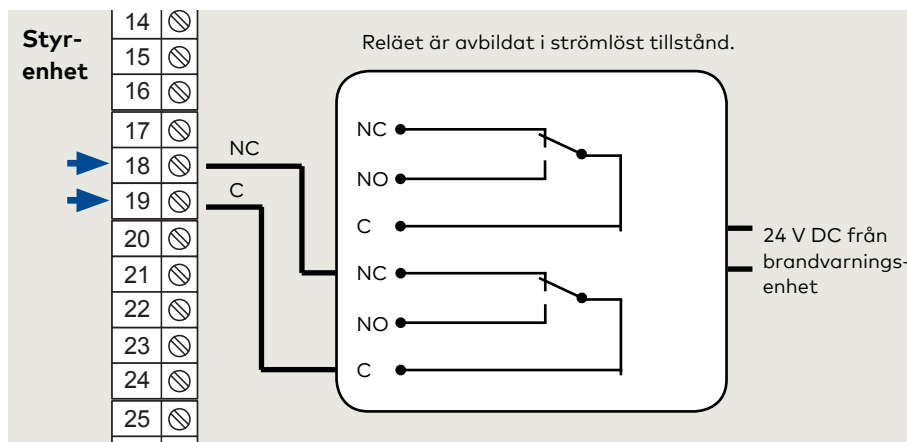 Styr-
enhet
14
15
16
17
18
19
20
21
22
23
24
25
NC
C
Reläet är avbildat i strömlöst tillstånd.
NC
NO
C
NC
NO
C
24 V DC från
brandvarnings-
enhet